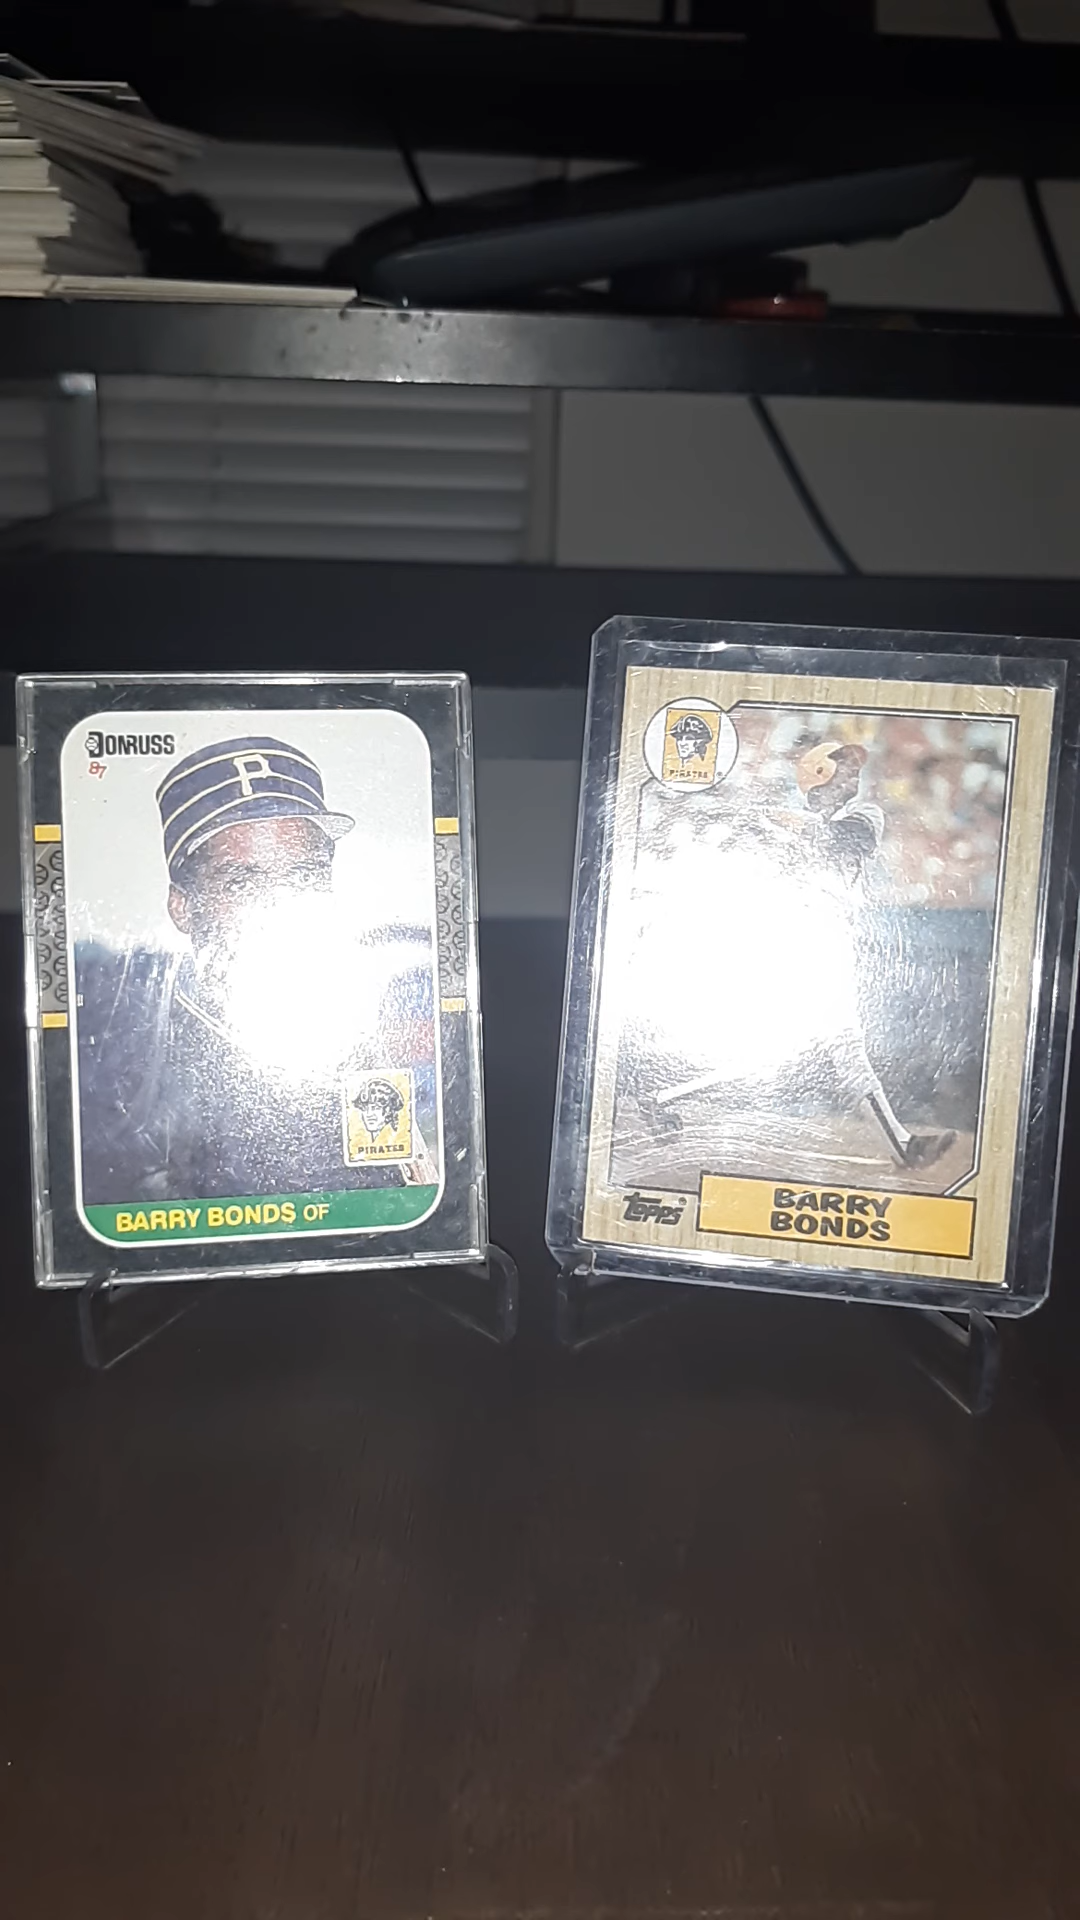 DONRUSS
87
P
PIRATES
BARRY BONDS OF
PIRATES
Topps
BARRY
BONDS